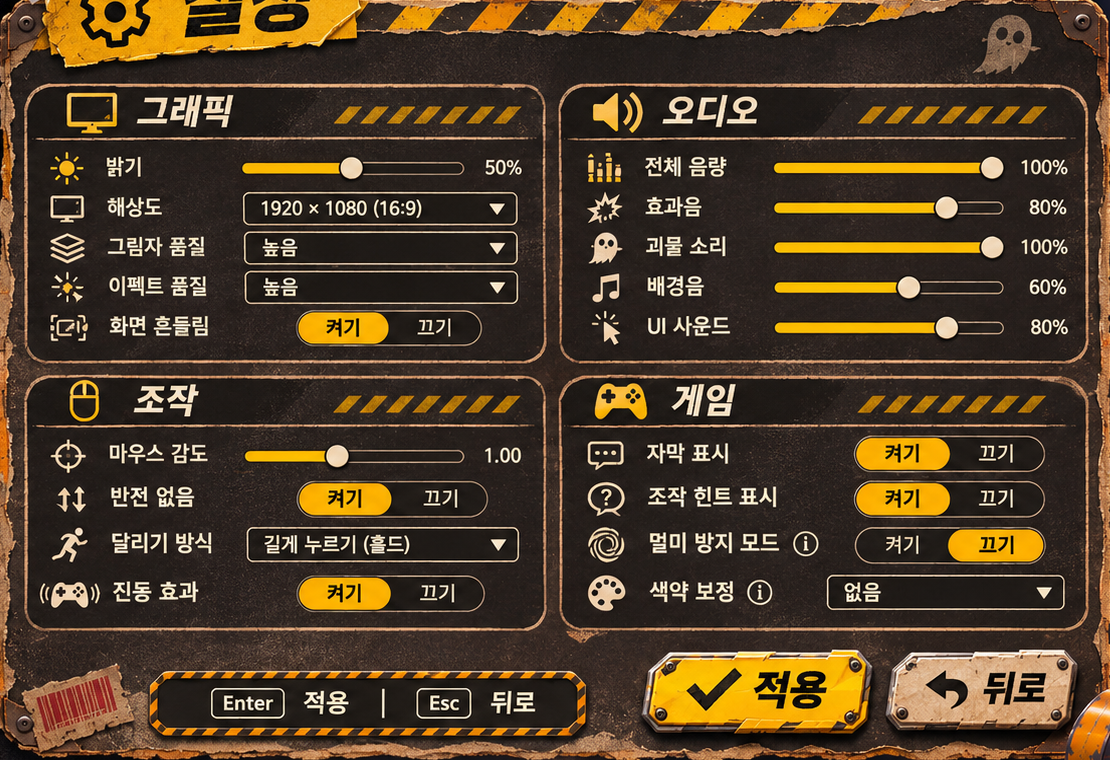 설정
그래픽
밝기 50%
해상도 1920 × 1080 (16:9)
그림자 품질 높음
이펙트 품질 높음
화면 흔들림 켜기 끄기
오디오
전체 음량 100%
효과음 80%
괴물 소리 100%
배경음 60%
UI 사운드 80%
조작
마우스 감도 1.00
반전 없음 켜기 끄기
달리기 방식 길게 누르기 (홀드)
진동 효과 켜기 끄기
게임
자막 표시 켜기 끄기
조작 힌트 표시 켜기 끄기
멀미 방지 모드 켜기 끄기
색약 보정 없음
Enter 적용 | Esc 뒤로
적용
뒤로